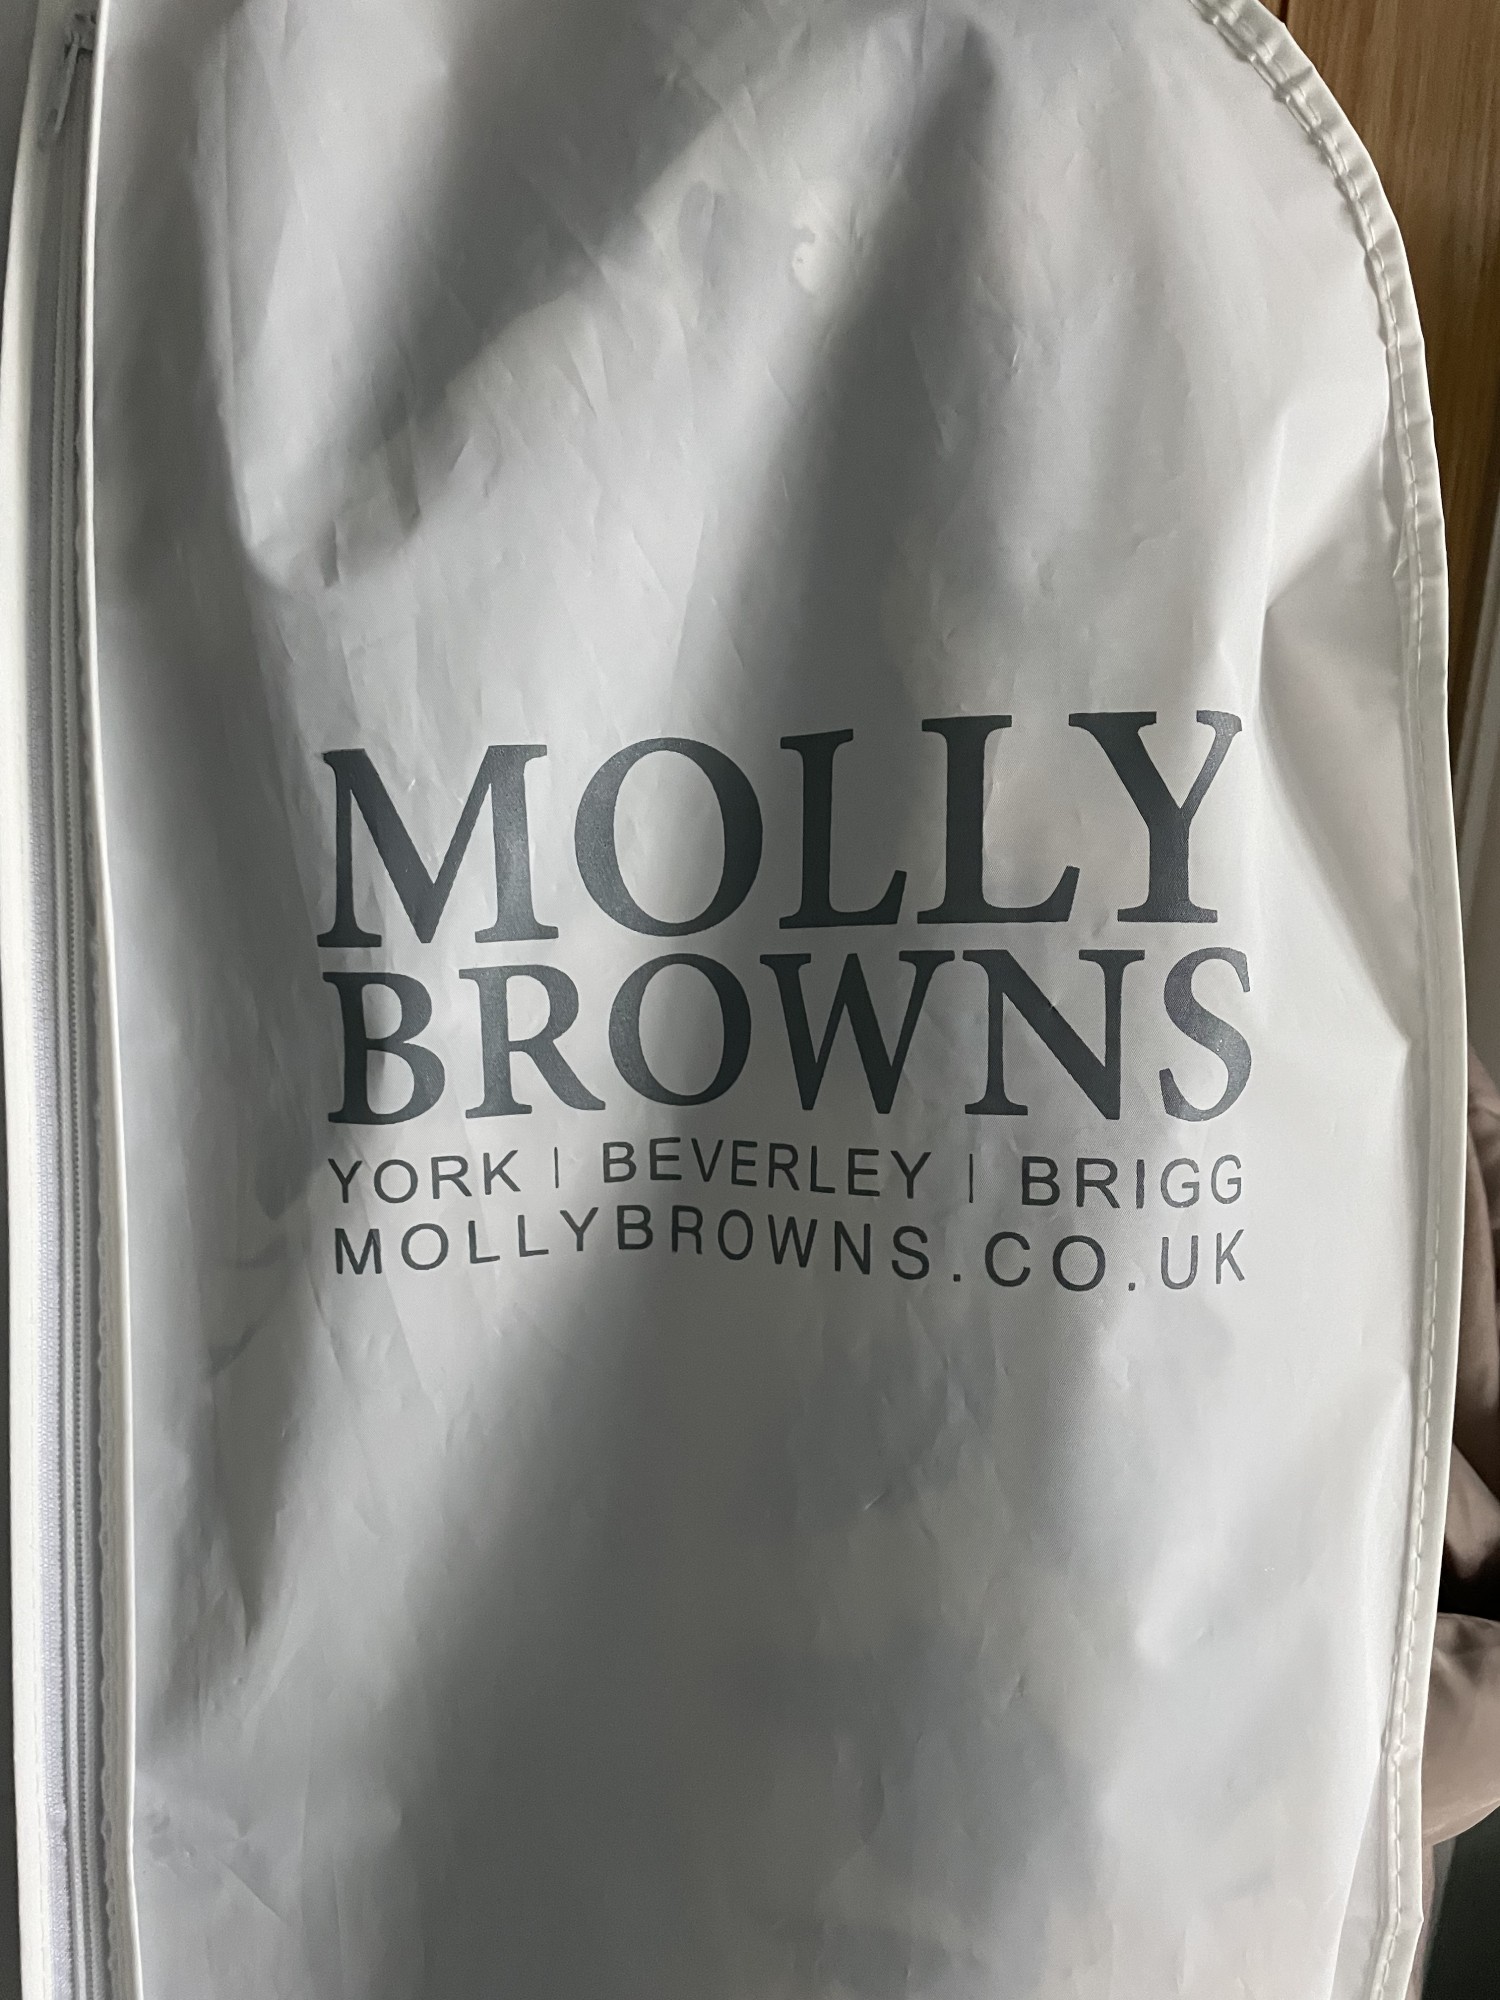 MOLLY
BROWNS
YORK | BEVERLEY | BRIGG
MOLLYBROWNS.CO.UK